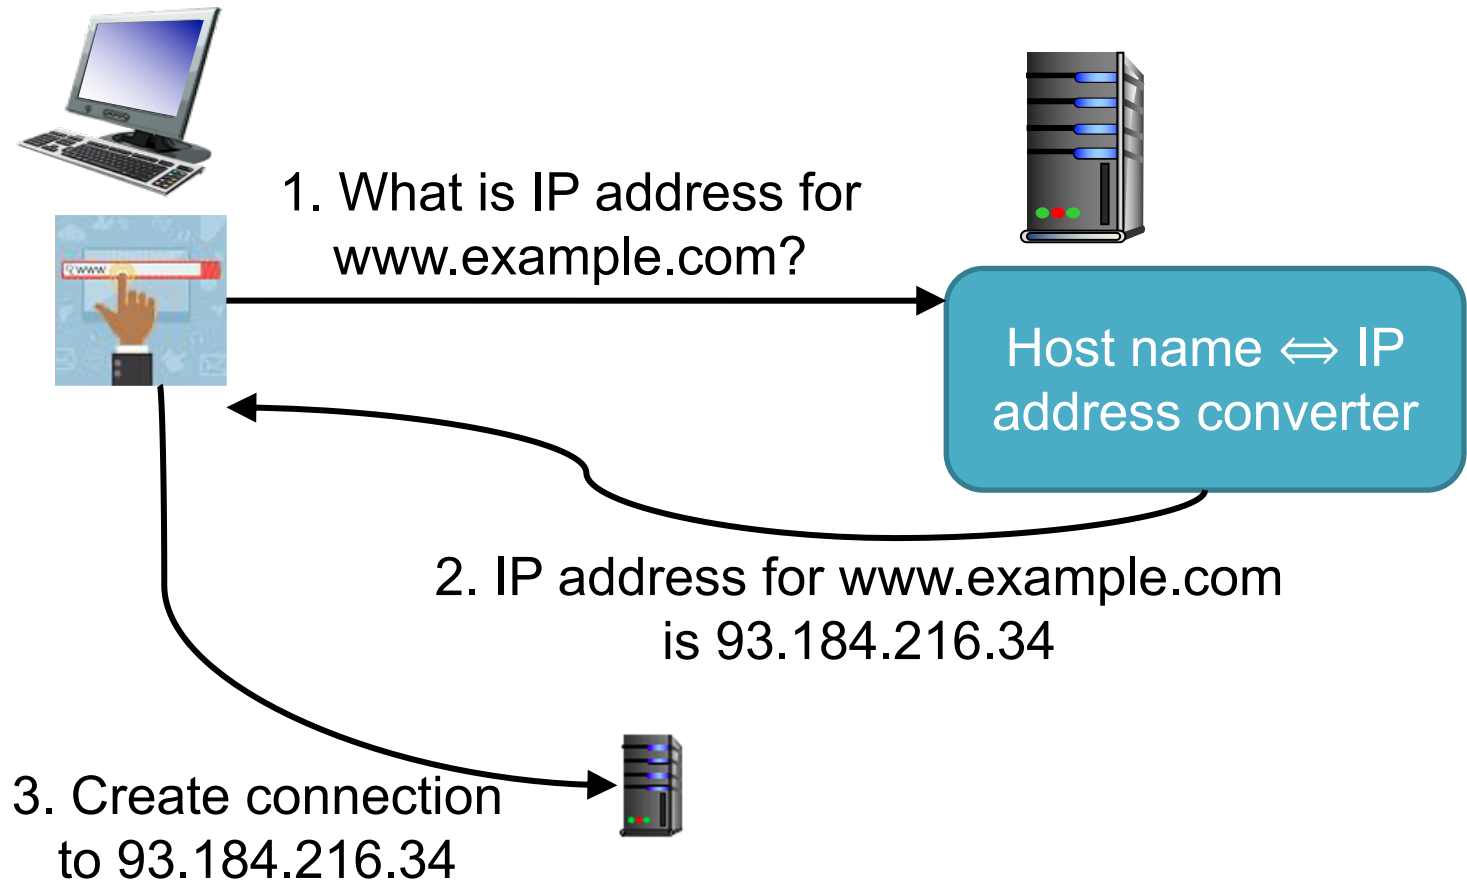 1. What is IP address for
www.example.com?
www
Host name ⟺ IP
address converter
2. IP address for www.example.com
is 93.184.216.34
3. Create connection
to 93.184.216.34